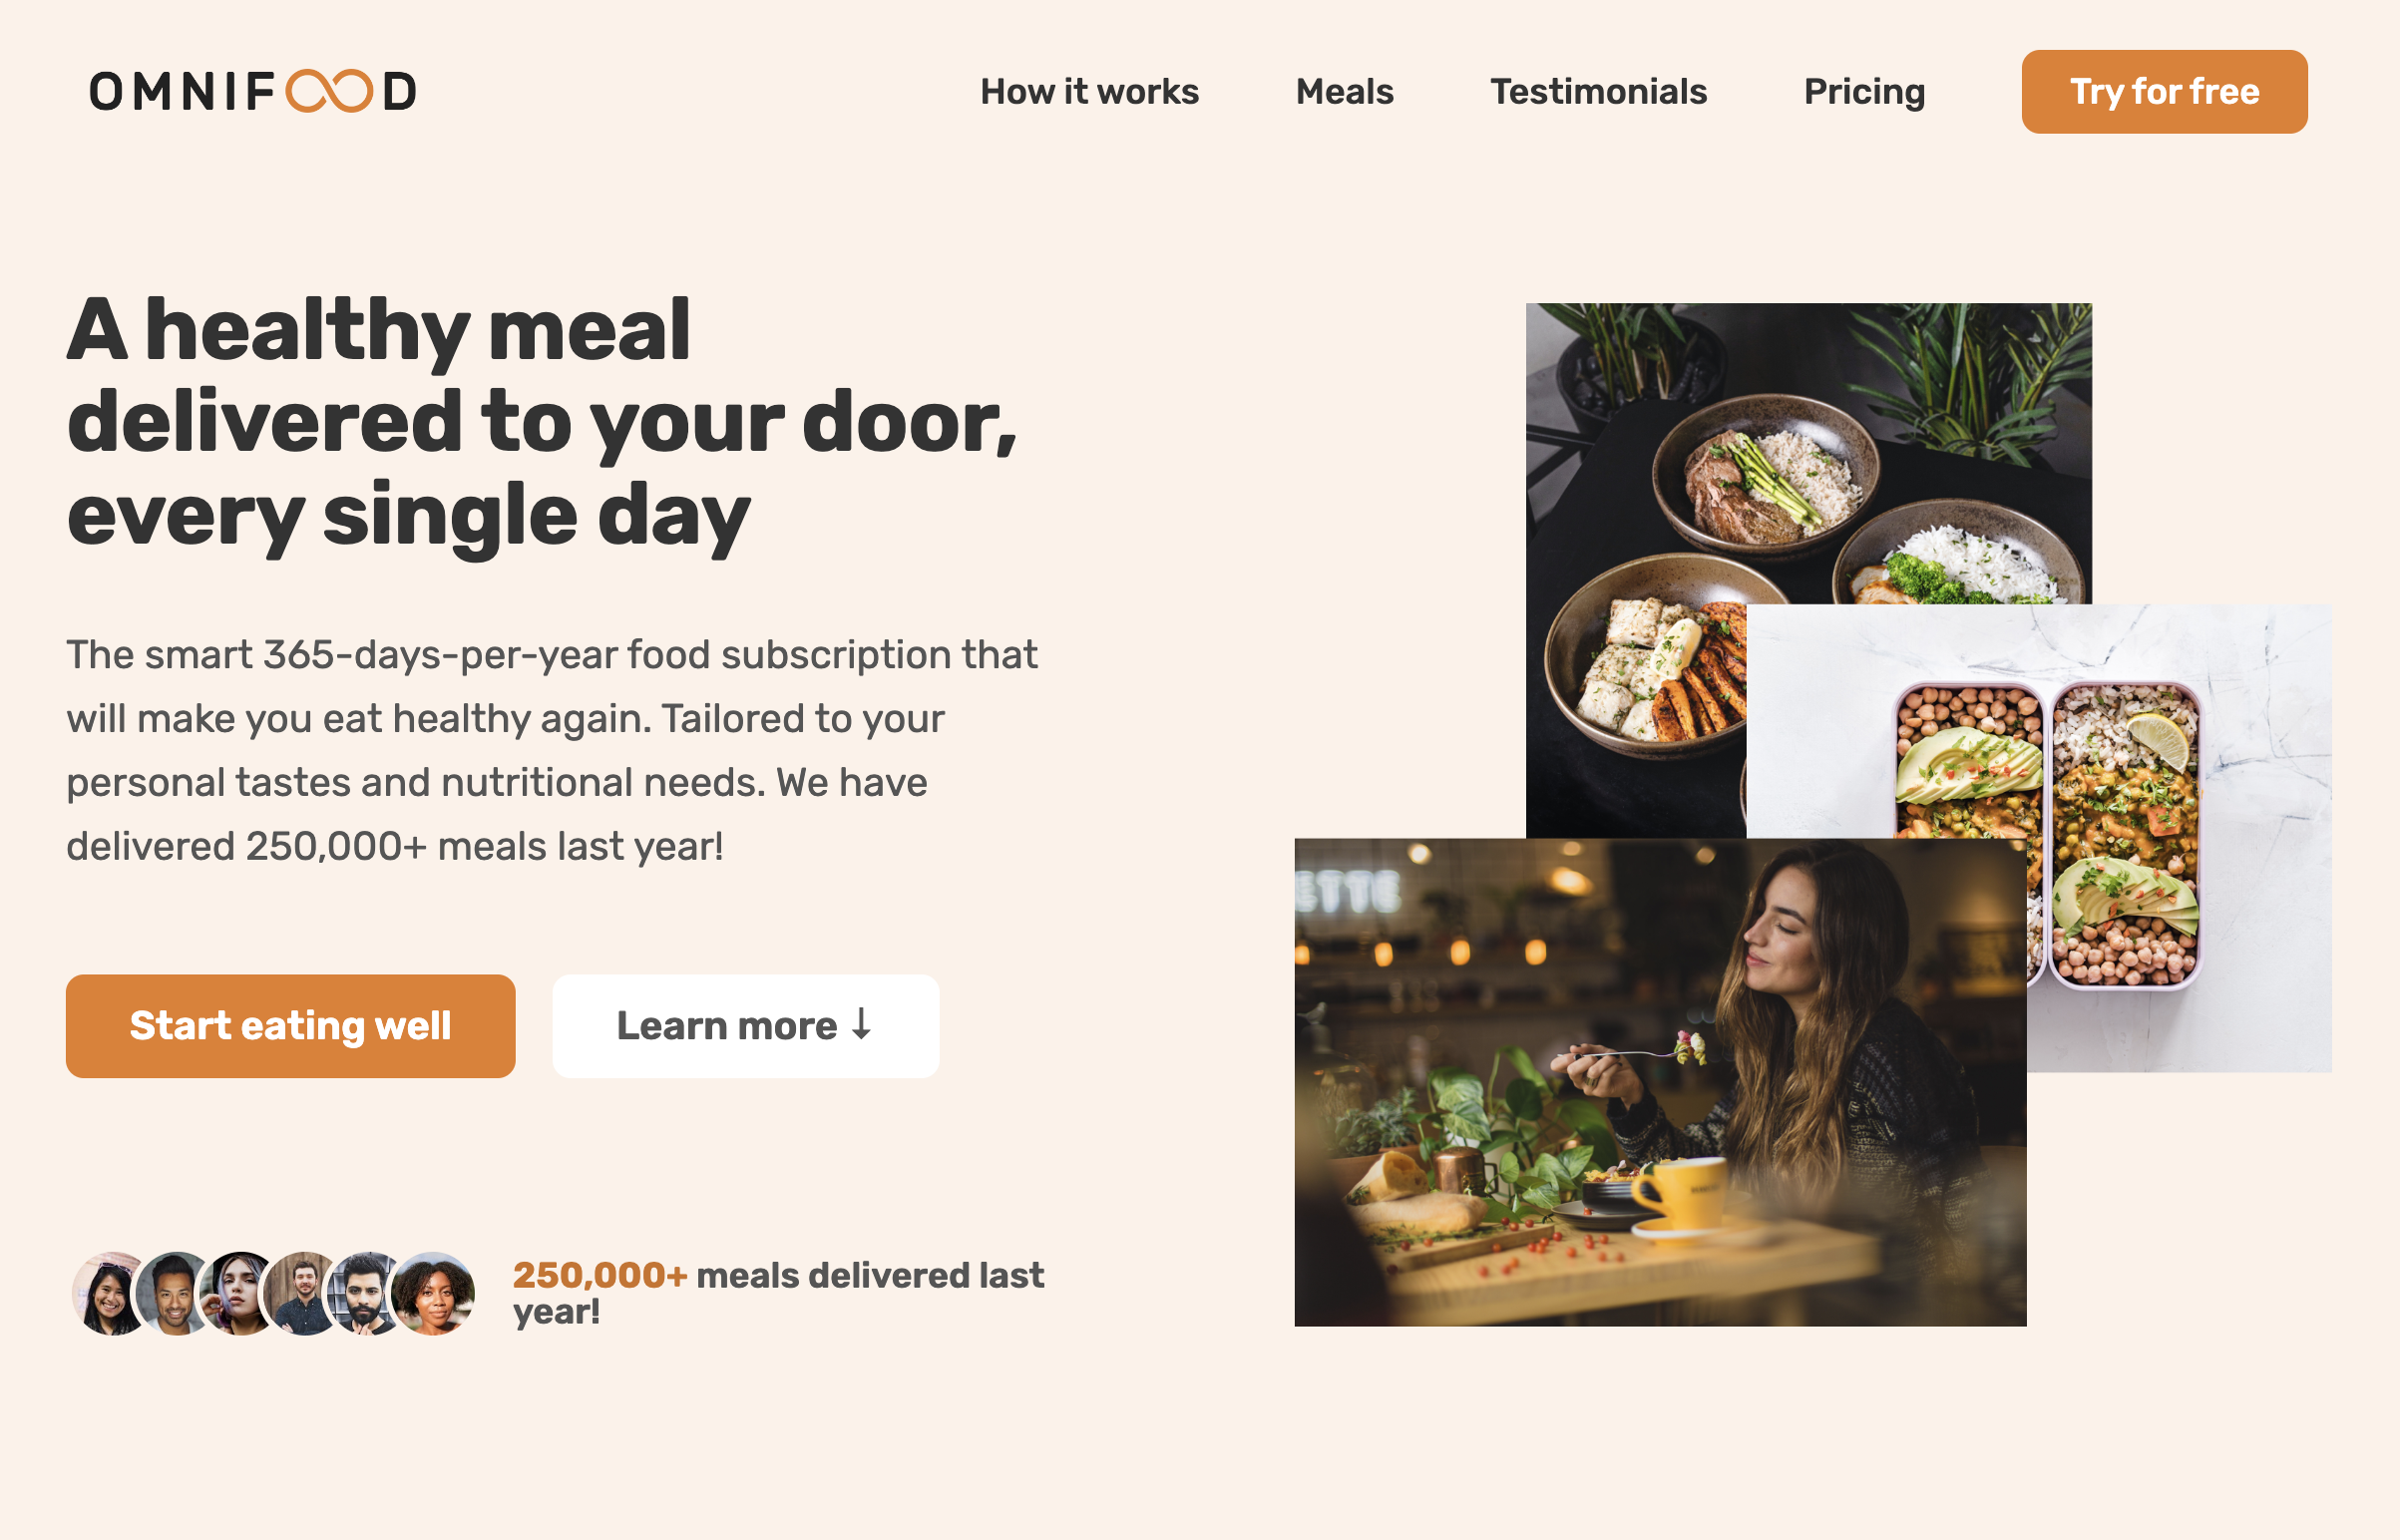 OMNIFOOD
How it works
Meals
Testimonials
Pricing
Try for free
A healthy meal
delivered to your door,
every single day
The smart 365-days-per-year food subscription that
will make you eat healthy again. Tailored to your
personal tastes and nutritional needs. We have
delivered 250,000+ meals last year!
Start eating well
Learn more ↓
250,000+ meals delivered last
year!
ETTE